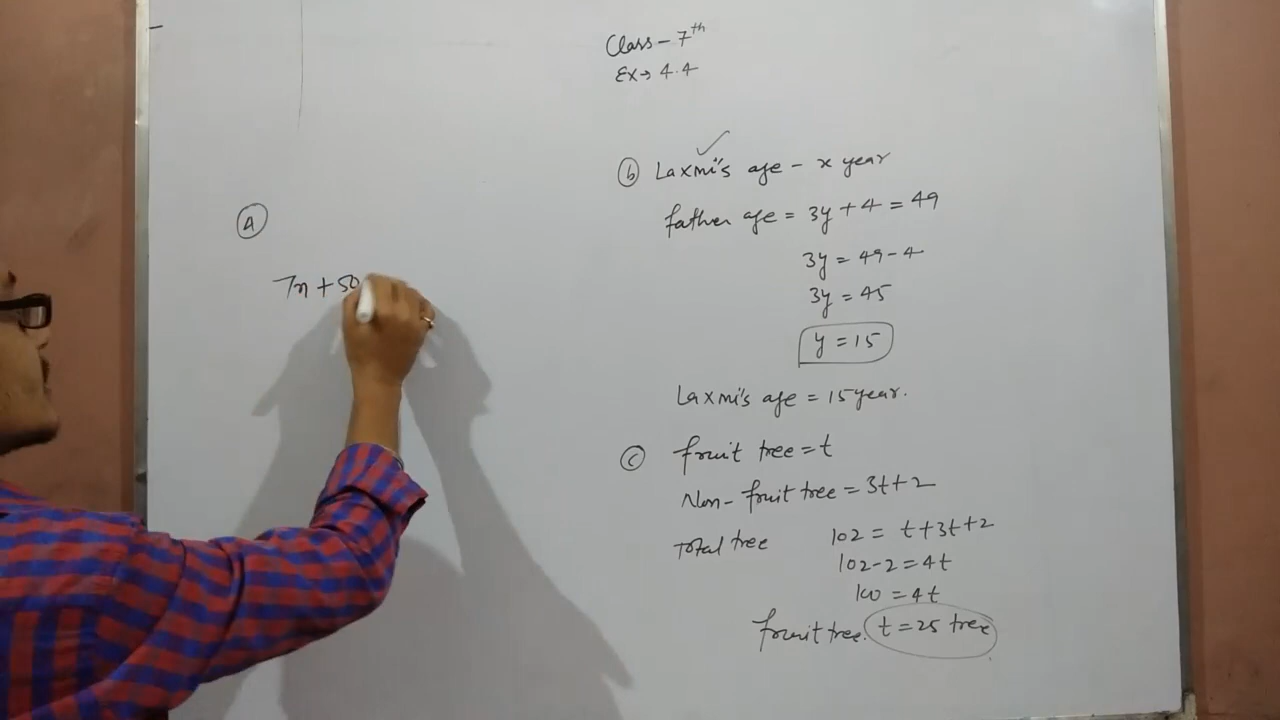 Class - 7th
Ex → 4.4
(A)
7n + 50
(b) Laxmi's age - x year
father age = 3y + 4 = 49
3y = 49 - 4
3y = 45
y = 15
Laxmi's age = 15 year.
(c) fruit tree = t
Non-fruit tree = 3t + 2
Total tree 102 = t + 3t + 2
102 - 2 = 4t
100 = 4t
fruit tree. t = 25 tree